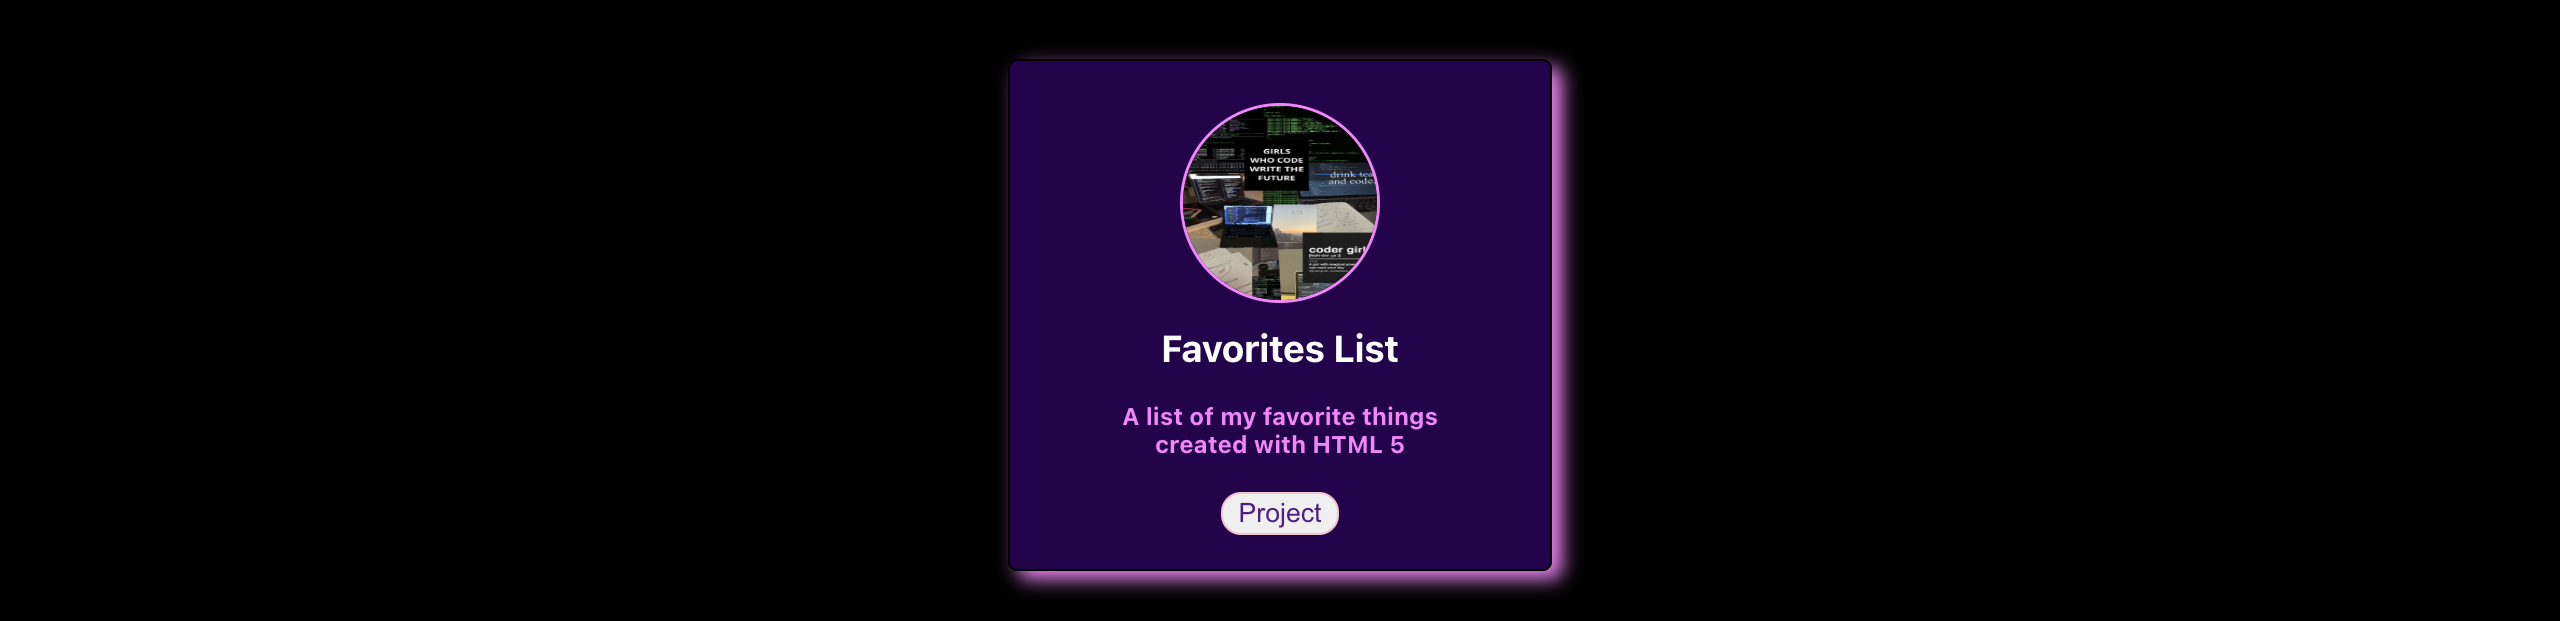 GIRLS
WHO CODE
WRITE THE
FUTURE
drink tea
and code
coder girl
Favorites List
A list of my favorite things
created with HTML 5
Project